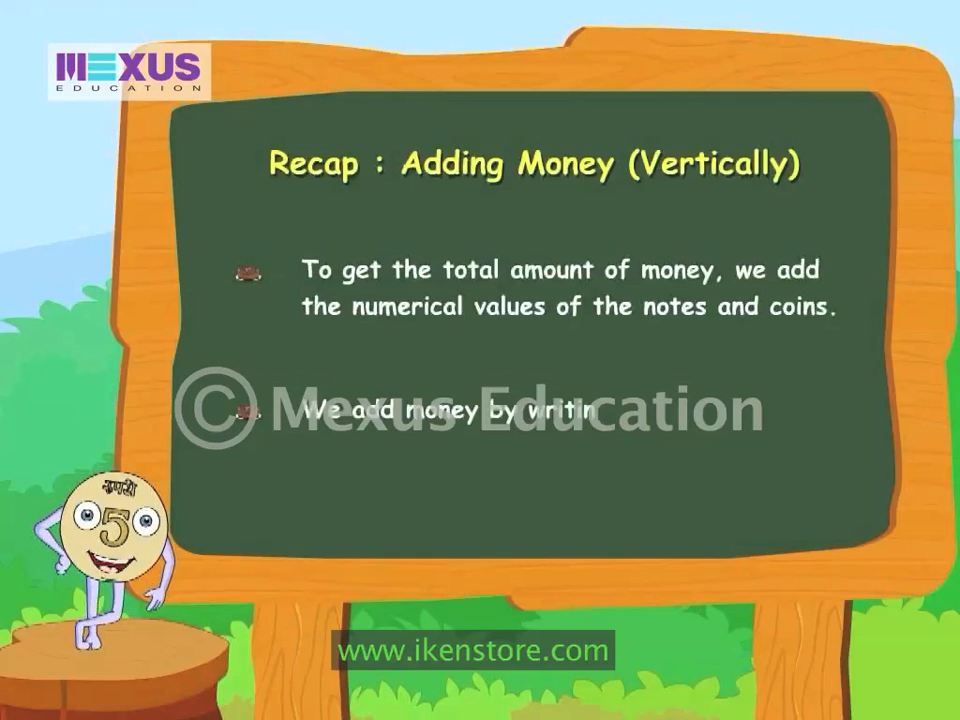 MEXUS
EDUCATION
Recap : Adding Money (Vertically)
To get the total amount of money, we add
the numerical values of the notes and coins.
We add money by writin
© Mexus Education
5
www.ikenstore.com